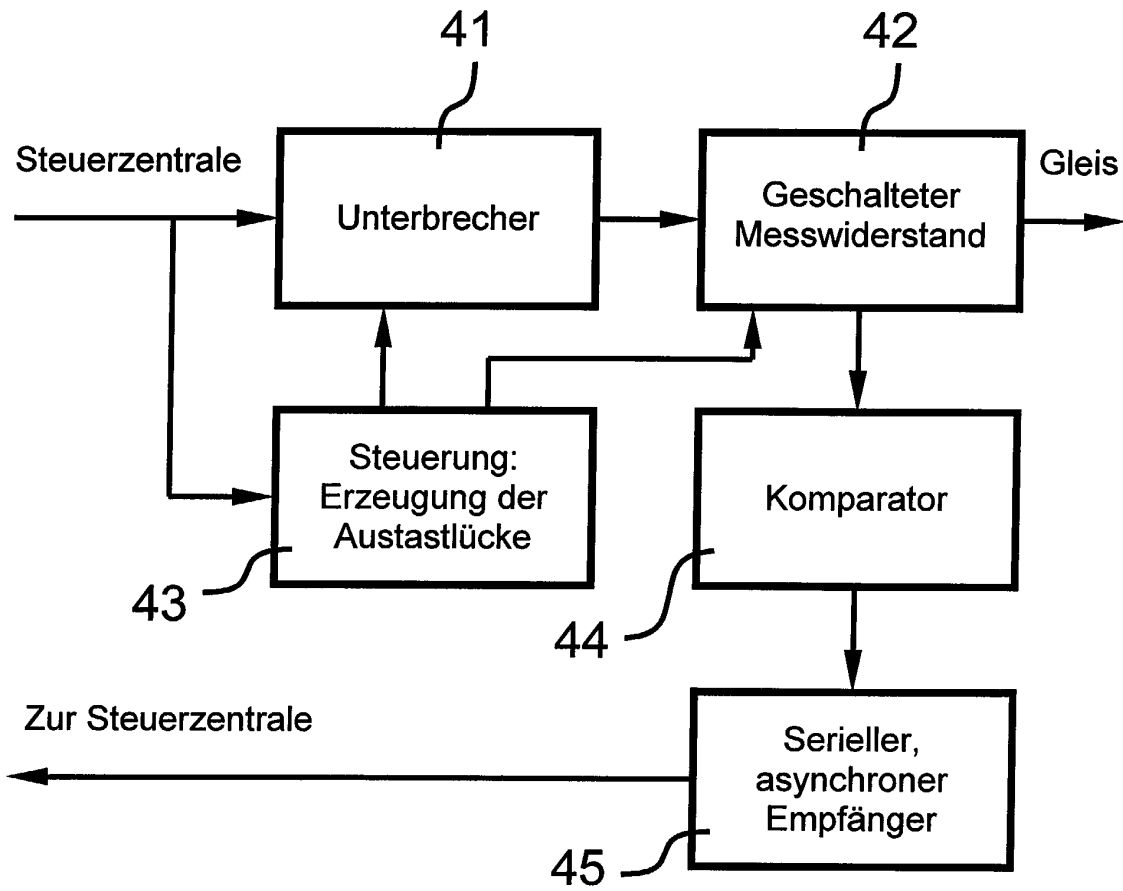 41
42
Steuerzentrale
Unterbrecher
Geschalteter
Messwiderstand
Gleis
Steuerung:
Erzeugung der
Austastlücke
43
Komparator
44
Zur Steuerzentrale
Serieller,
asynchroner
Empfänger
45